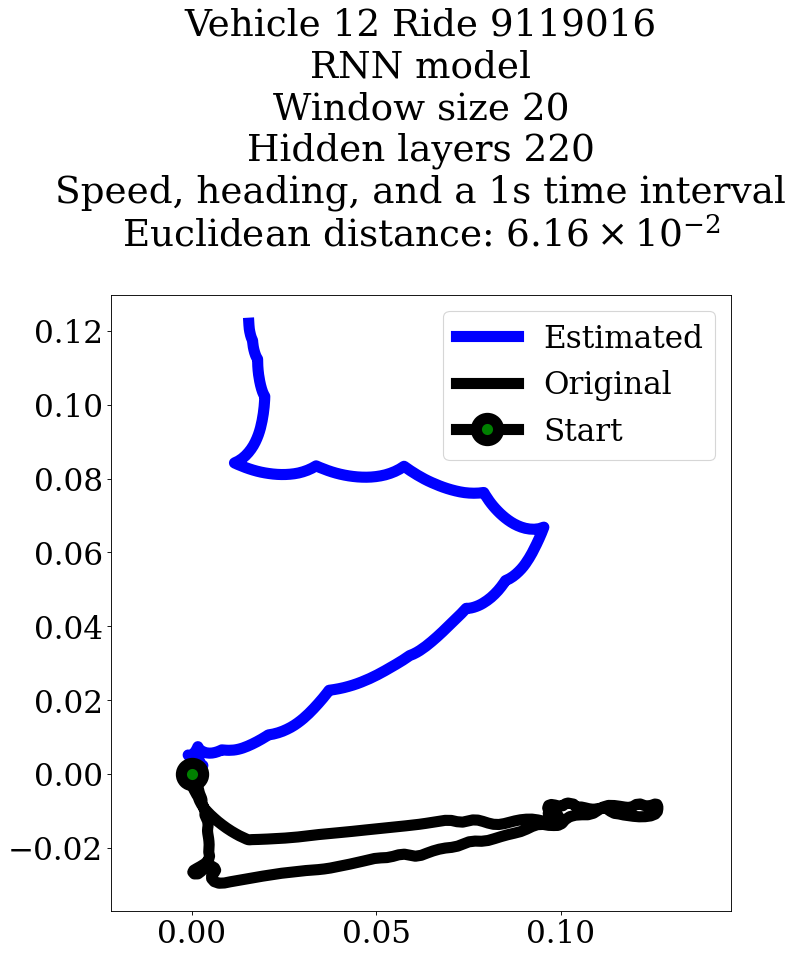 Vehicle 12 Ride 9119016
RNN model
Window size 20
Hidden layers 220
Speed, heading, and a 1s time interval
Euclidean distance: 6.16 × 10⁻²
Estimated
Original
Start
0.12
0.10
0.08
0.06
0.04
0.02
0.00
−0.02
0.00 0.05 0.10